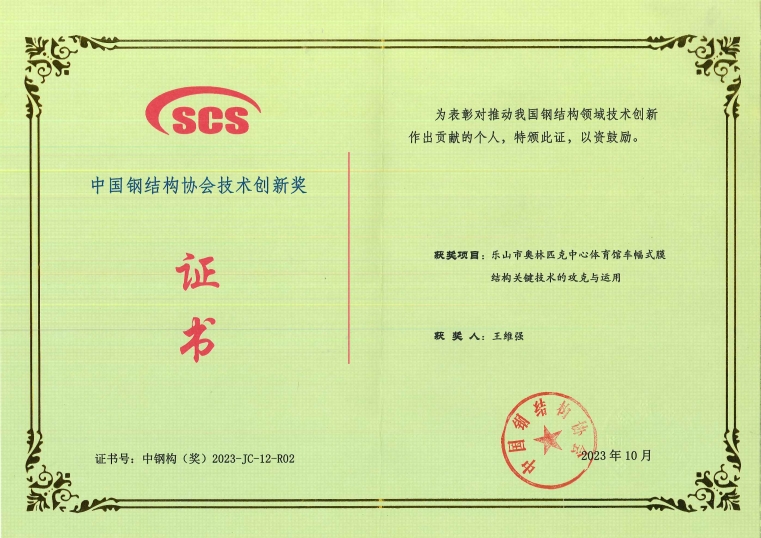 SCS
中国钢结构协会技术创新奖
证
书
证书号：中钢构（奖）2023-JC-12-R02
为表彰对推动我国钢结构领域技术创新
作出贡献的个人，特颁此证，以资鼓励。
获奖项目：乐山市奥林匹克中心体育馆车幅式膜
结构关键技术的攻克与运用
获 奖 人：王维强
中国钢结构协会
2023年10月